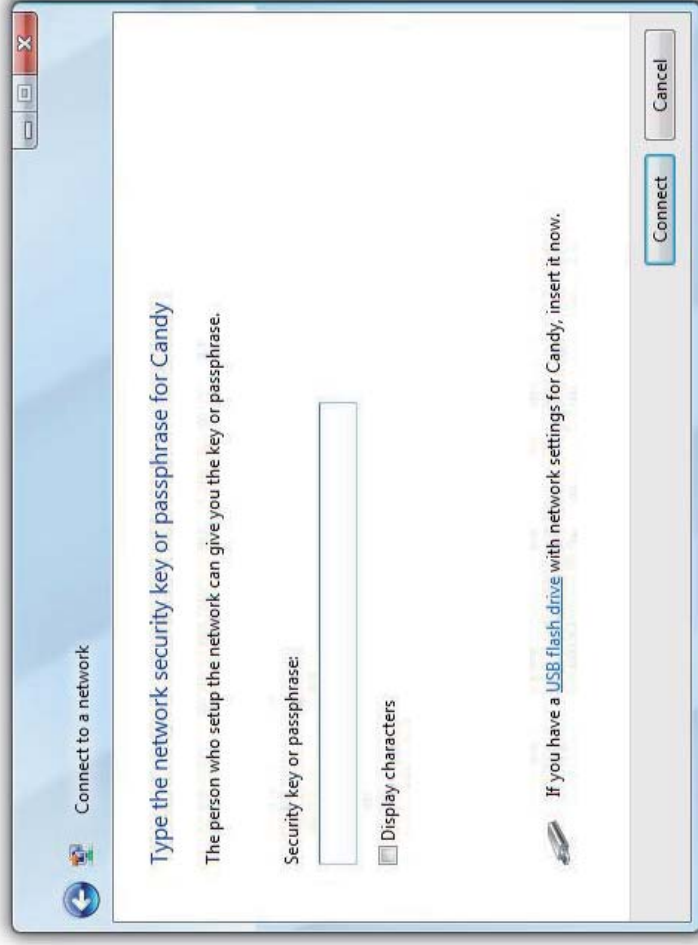 Connect to a network
Type the network security key or passphrase for Candy
The person who setup the network can give you the key or passphrase.
Security key or passphrase:
Display characters
If you have a USB flash drive with network settings for Candy, insert it now.
Connect
Cancel